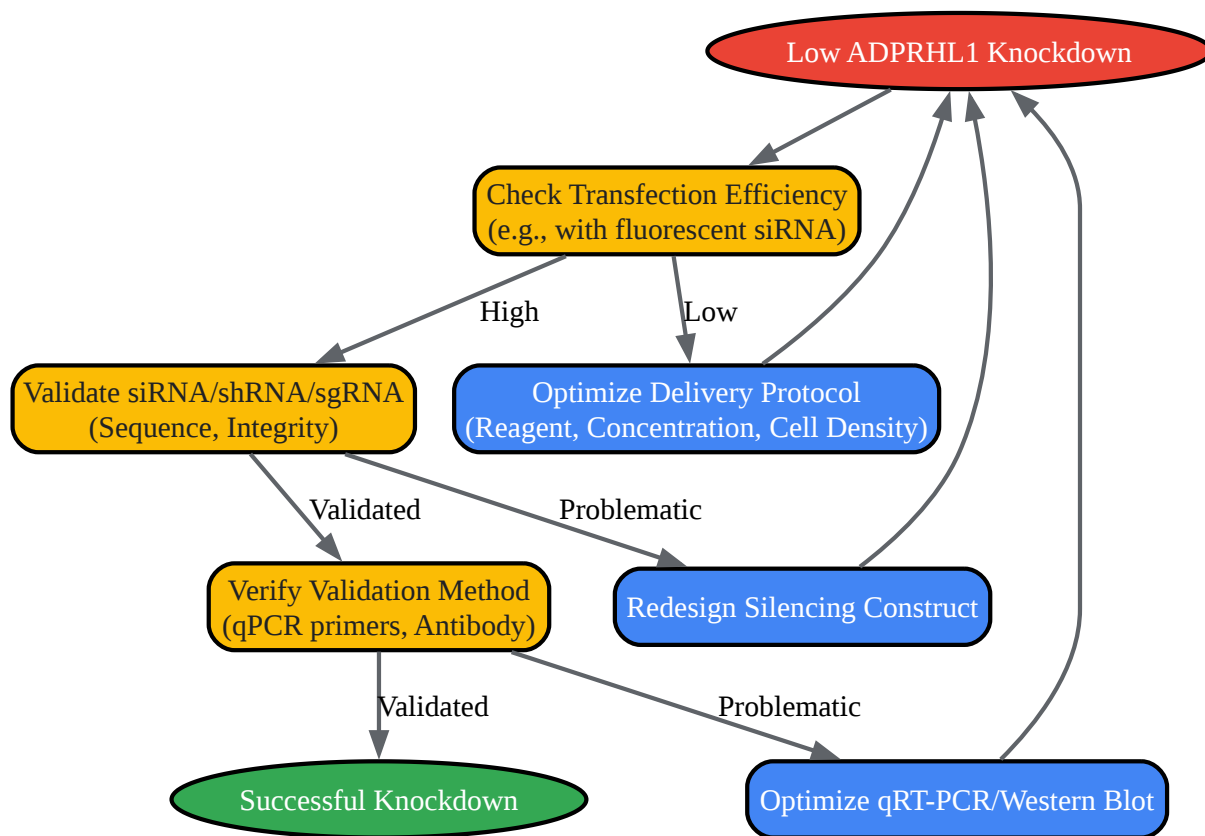 Low ADPRHL1 Knockdown
Check Transfection Efficiency
(e.g., with fluorescent siRNA)
High
Low
Validate siRNA/shRNA/sgRNA
(Sequence, Integrity)
Optimize Delivery Protocol
(Reagent, Concentration, Cell Density)
Validated
Problematic
Verify Validation Method
(qPCR primers, Antibody)
Redesign Silencing Construct
Validated
Problematic
Successful Knockdown
Optimize qRT-PCR/Western Blot